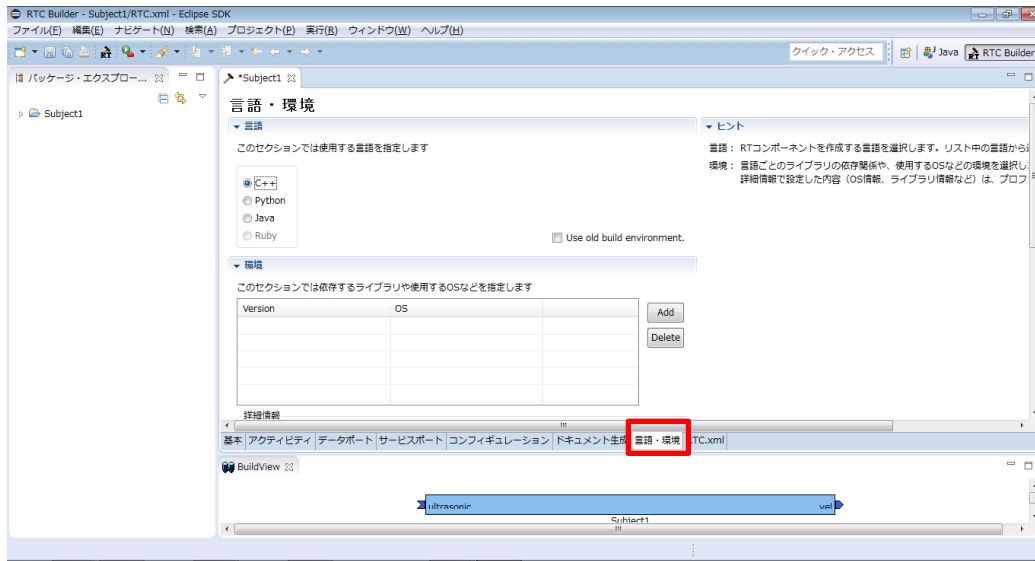 RTC Builder - Subject1/RTC.xml - Eclipse SDK
ファイル(F) 編集(E) ナビゲート(N) 検索(A) プロジェクト(P) 実行(R) ウィンドウ(W) ヘルプ(H)
クイック・アクセス Java RTC Builder
パッケージ・エクスプロー...
*Subject1
Subject1
言語・環境
言語
このセクションでは使用する言語を指定します
C++
Python
Java
Ruby
Use old build environment.
環境
このセクションでは依存するライブラリや使用するOSなどを指定します
Version OS
Add
Delete
詳細情報
ヒント
言語： RTコンポーネントを作成する言語を選択します。リスト中の言語から
環境： 言語ごとのライブラリの依存関係や、使用するOSなどの環境を選択し
詳細情報で設定した内容（OS情報、ライブラリ情報など）は、プロフ
基本 アクティビティ データポート サービスポート コンフィギュレーション ドキュメント生成 言語・環境 RTC.xml
BuildView
ultrasonic vel
Subject1